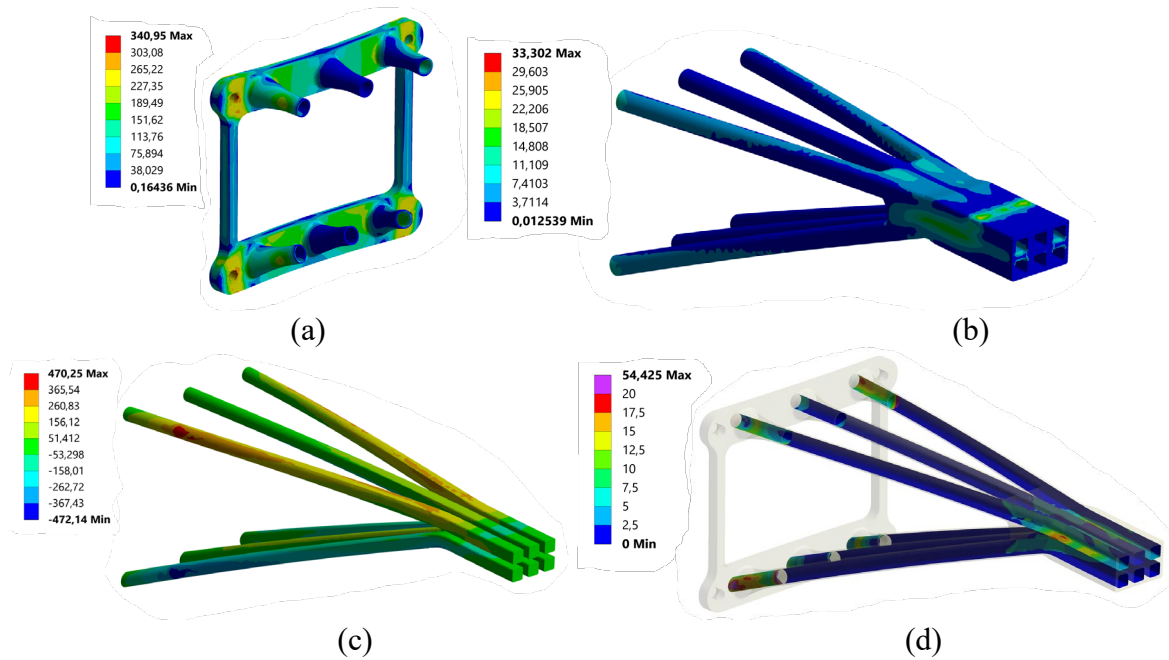 340,95 Max
303,08
265,22
227,35
189,49
151,62
113,76
75,894
38,029
0,16436 Min
33,302 Max
29,603
25,905
22,206
18,507
14,808
11,109
7,4103
3,7114
0,012539 Min
(a)
(b)
470,25 Max
365,54
260,83
156,12
51,412
-53,298
-158,01
-262,72
-367,43
-472,14 Min
54,425 Max
20
17,5
15
12,5
10
7,5
5
2,5
0 Min
(c)
(d)